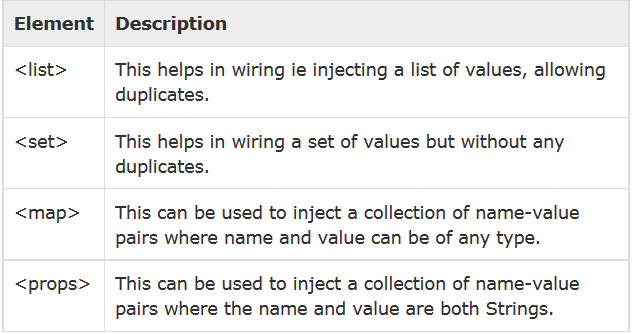 Element Description
<list> This helps in wiring ie injecting a list of values, allowing
duplicates.
<set> This helps in wiring a set of values but without any
duplicates.
<map> This can be used to inject a collection of name-value
pairs where name and value can be of any type.
<props> This can be used to inject a collection of name-value
pairs where the name and value are both Strings.